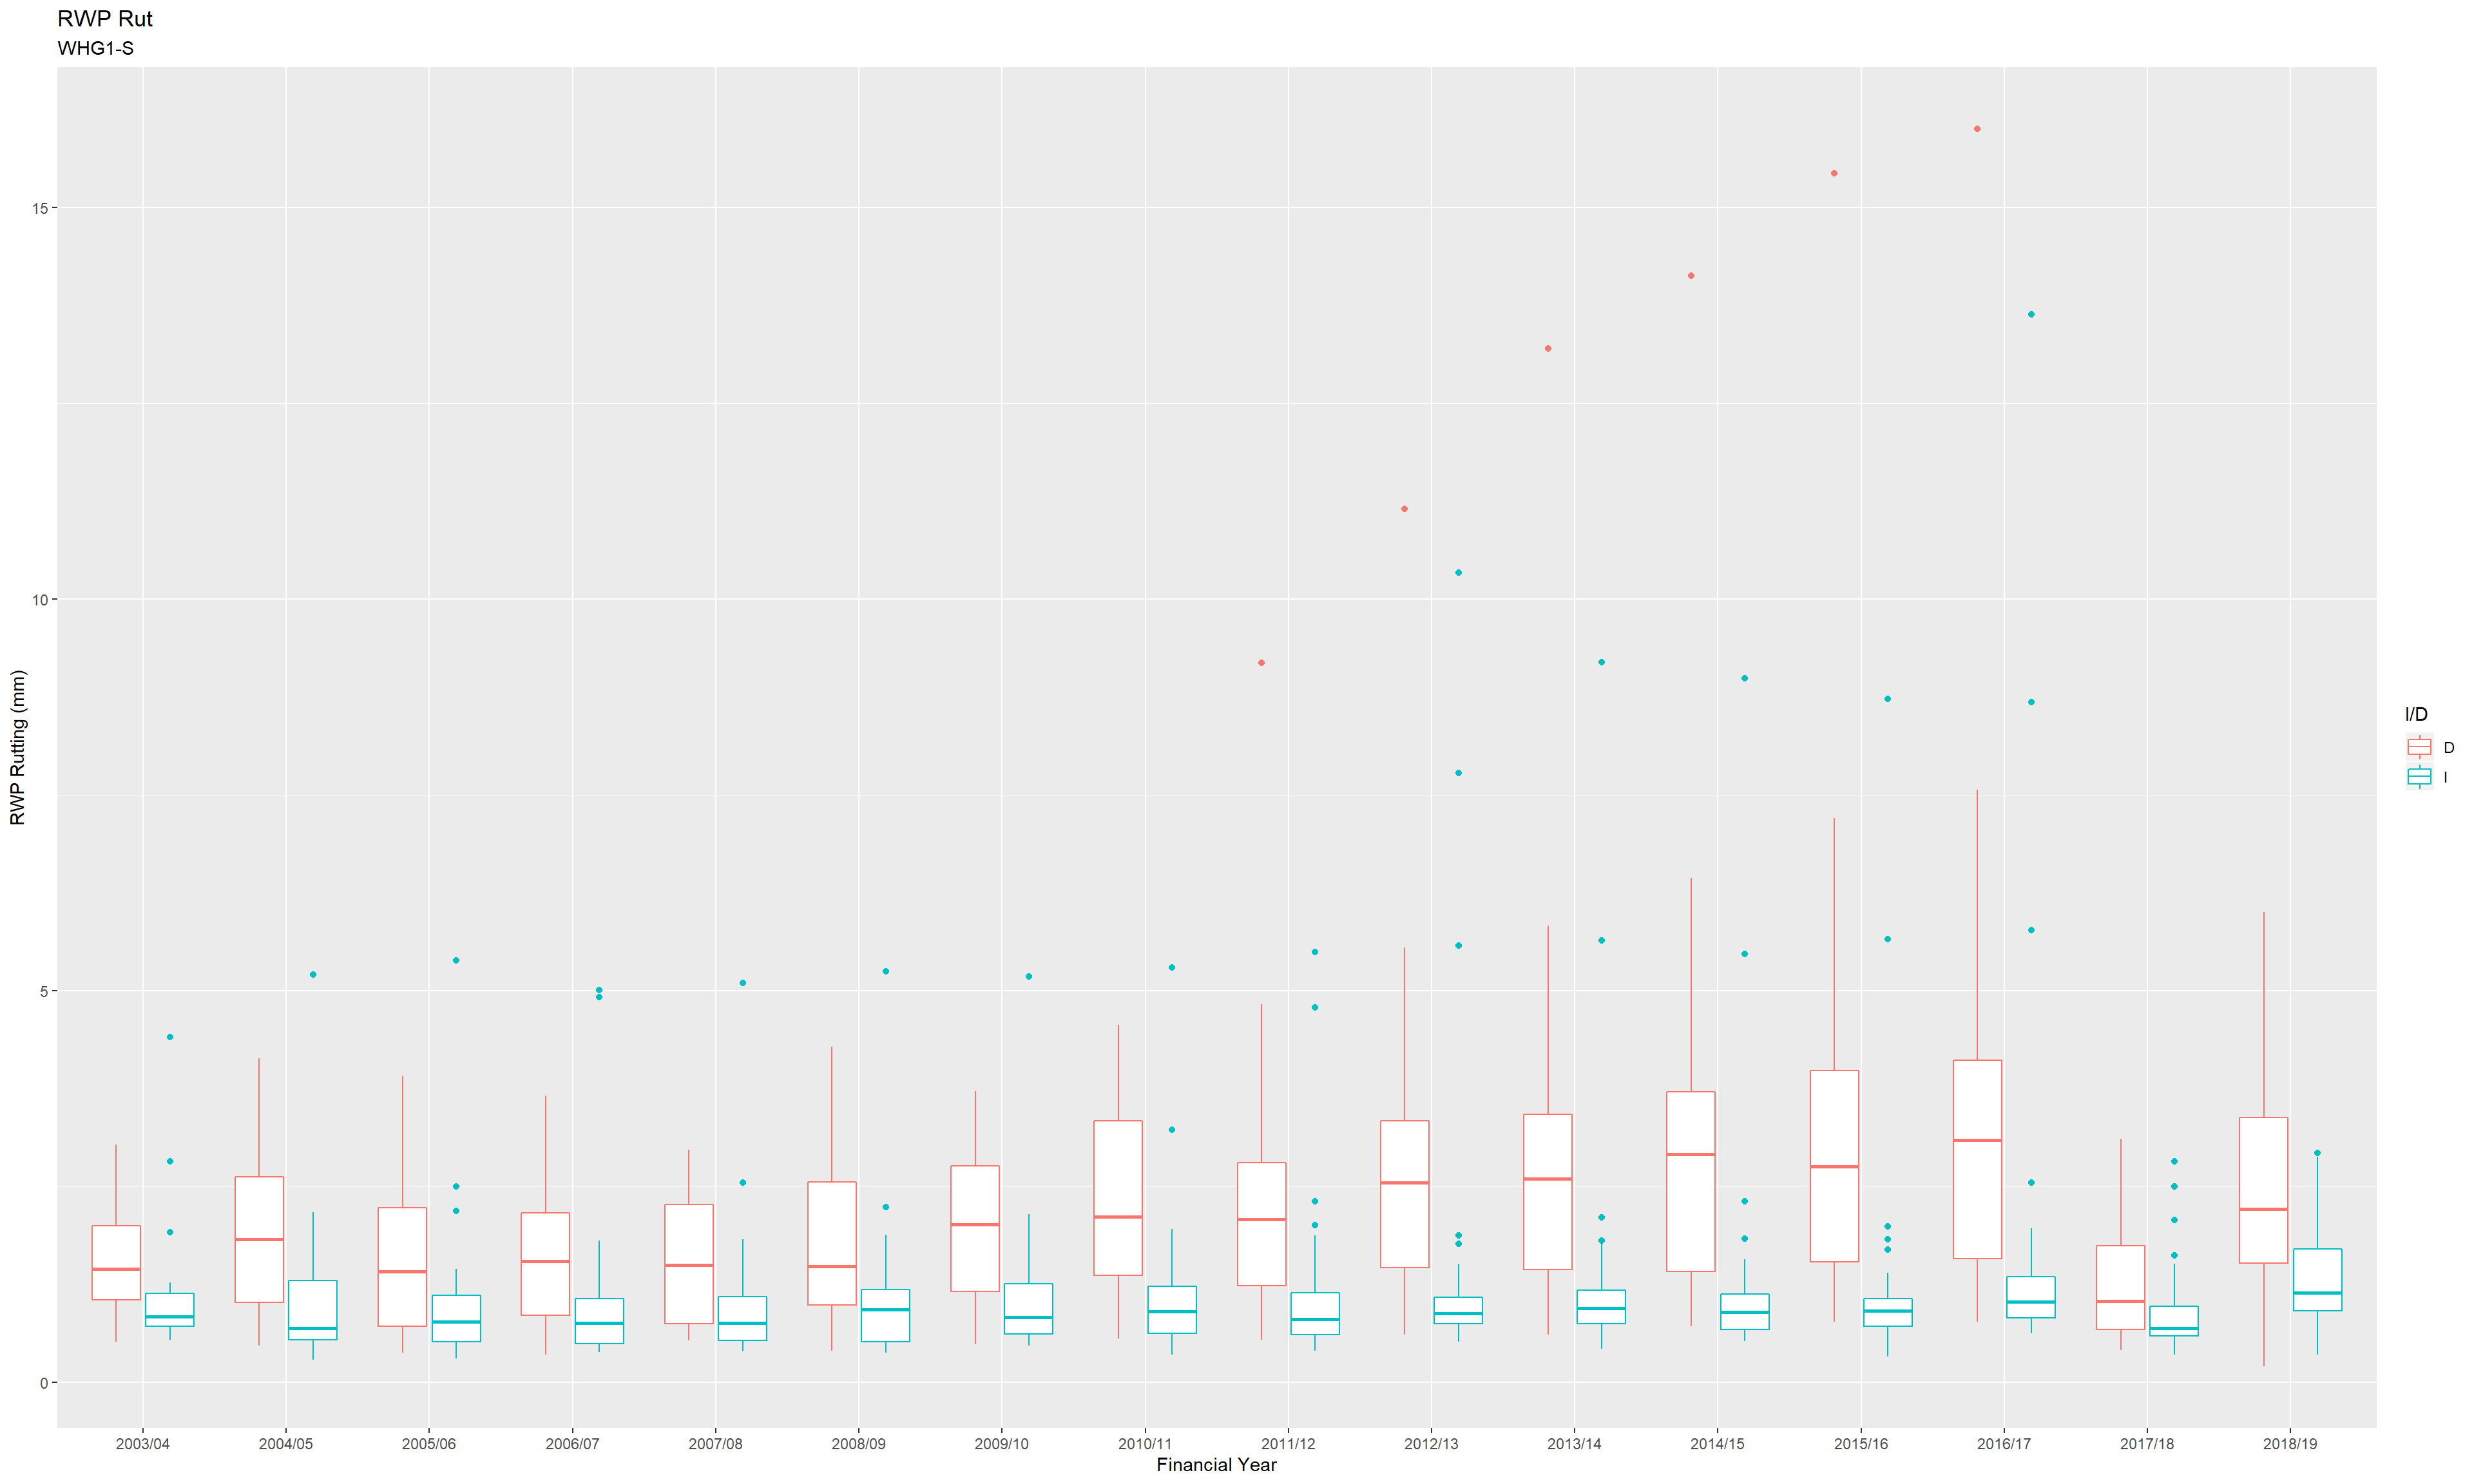 RWP Rut
WHG1-S
RWP Rutting (mm)
15
10
5
0
2003/04 2004/05 2005/06 2006/07 2007/08 2008/09 2009/10 2010/11 2011/12 2012/13 2013/14 2014/15 2015/16 2016/17 2017/18 2018/19
Financial Year
I/D
D
I